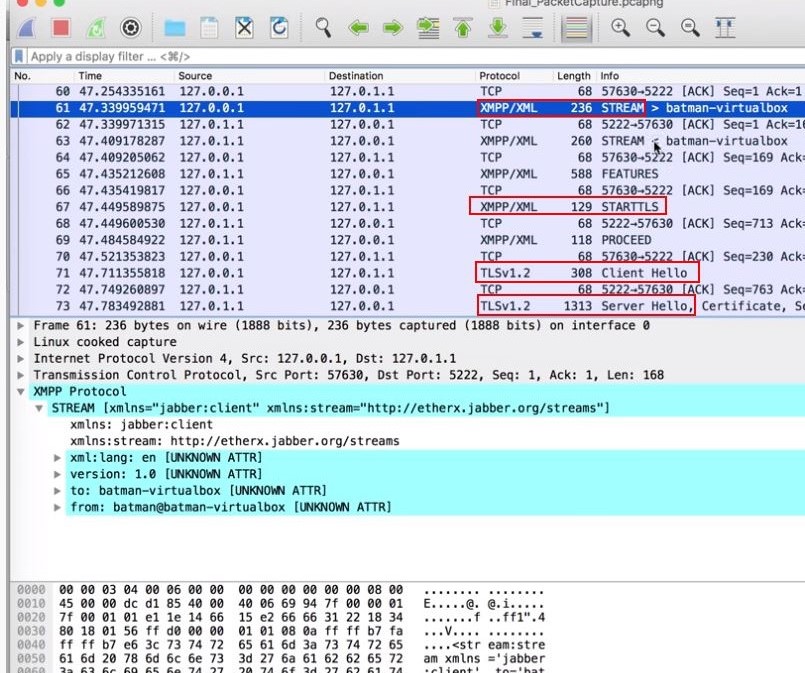 Final_PacketCapture.pcapng
Apply a display filter ... <⌘/>
No. Time Source Destination Protocol Length Info
60 47.254335161 127.0.0.1 127.0.1.1 TCP 68 57630→5222 [ACK] Seq=1 Ack=1
61 47.339959471 127.0.0.1 127.0.1.1 XMPP/XML 236 STREAM > batman-virtualbox
62 47.339971315 127.0.1.1 127.0.0.1 TCP 68 5222→57630 [ACK] Seq=1 Ack=16
63 47.409178287 127.0.1.1 127.0.0.1 XMPP/XML 260 STREAM < batman-virtualbox
64 47.409205062 127.0.0.1 127.0.1.1 TCP 68 57630→5222 [ACK] Seq=169 Ack=
65 47.435212608 127.0.1.1 127.0.0.1 XMPP/XML 588 FEATURES
66 47.435419817 127.0.0.1 127.0.1.1 TCP 68 57630→5222 [ACK] Seq=169 Ack=
67 47.449589875 127.0.0.1 127.0.1.1 XMPP/XML 129 STARTTLS
68 47.449600530 127.0.1.1 127.0.0.1 TCP 68 5222→57630 [ACK] Seq=713 Ack=
69 47.484584922 127.0.1.1 127.0.0.1 XMPP/XML 118 PROCEED
70 47.521353823 127.0.0.1 127.0.1.1 TCP 68 57630→5222 [ACK] Seq=230 Ack=
71 47.711355818 127.0.0.1 127.0.1.1 TLSv1.2 308 Client Hello
72 47.749260897 127.0.1.1 127.0.0.1 TCP 68 5222→57630 [ACK] Seq=763 Ack=
73 47.783492881 127.0.1.1 127.0.0.1 TLSv1.2 1313 Server Hello, Certificate, Se
Frame 61: 236 bytes on wire (1888 bits), 236 bytes captured (1888 bits) on interface 0
Linux cooked capture
Internet Protocol Version 4, Src: 127.0.0.1, Dst: 127.0.1.1
Transmission Control Protocol, Src Port: 57630, Dst Port: 5222, Seq: 1, Ack: 1, Len: 168
XMPP Protocol
STREAM [xmlns="jabber:client" xmlns:stream="http://etherx.jabber.org/streams"]
xmlns: jabber:client
xmlns:stream: http://etherx.jabber.org/streams
xml:lang: en [UNKNOWN ATTR]
version: 1.0 [UNKNOWN ATTR]
to: batman-virtualbox [UNKNOWN ATTR]
from: batman@batman-virtualbox [UNKNOWN ATTR]
0000 00 00 03 04 00 06 00 00 00 00 00 00 00 00 08 00 ........ ........
0010 45 00 00 dc d1 85 40 00 40 06 69 94 7f 00 00 01 E.....@. @.i.....
0020 7f 00 01 01 e1 1e 14 66 15 e2 66 66 31 22 18 34 .......f ..ff1".4
0030 80 18 01 56 ff d0 00 00 01 01 08 0a ff ff b7 fa ...V.... ........
0040 ff ff b7 e6 3c 73 74 72 65 61 6d 3a 73 74 72 65 ....<str eam:stre
0050 61 6d 20 78 6d 6c 6e 73 3d 27 6a 61 62 62 65 72 am xmlns ='jabber
0060 3a 63 6c 69 65 6e 74 27 20 74 6f 3d 27 62 61 74 :client' to='bat